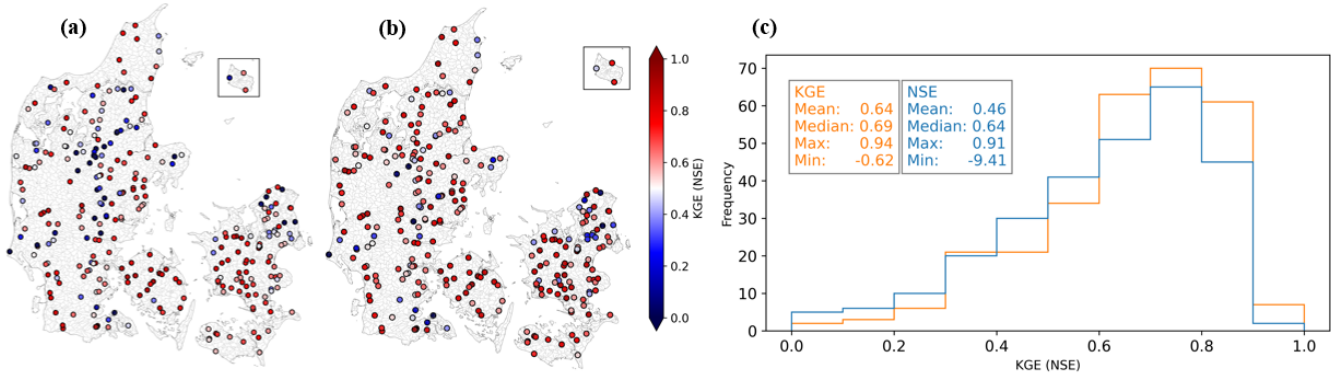 (a)
(b)
1.0
0.8
0.6
0.4
0.2
0.0
KGE (NSE)
(c)
70
60
50
40
30
20
10
0
Frequency
KGE
Mean: 0.64
Median: 0.69
Max: 0.94
Min: -0.62
NSE
Mean: 0.46
Median: 0.64
Max: 0.91
Min: -9.41
0.0 0.2 0.4 0.6 0.8 1.0
KGE (NSE)